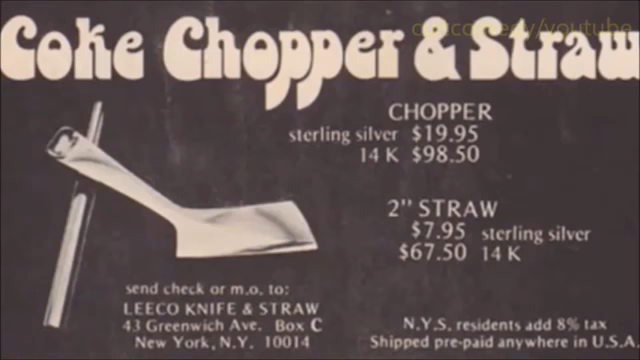 Coke Chopper & Straw
CHOPPER
sterling silver $19.95
14 K $98.50
2" STRAW
$7.95 sterling silver
$67.50 14 K
send check or m.o. to:
LEECO KNIFE & STRAW
43 Greenwich Ave. Box C
New York, N.Y. 10014
N.Y.S. residents add 8% tax
Shipped pre-paid anywhere in U.S.A.